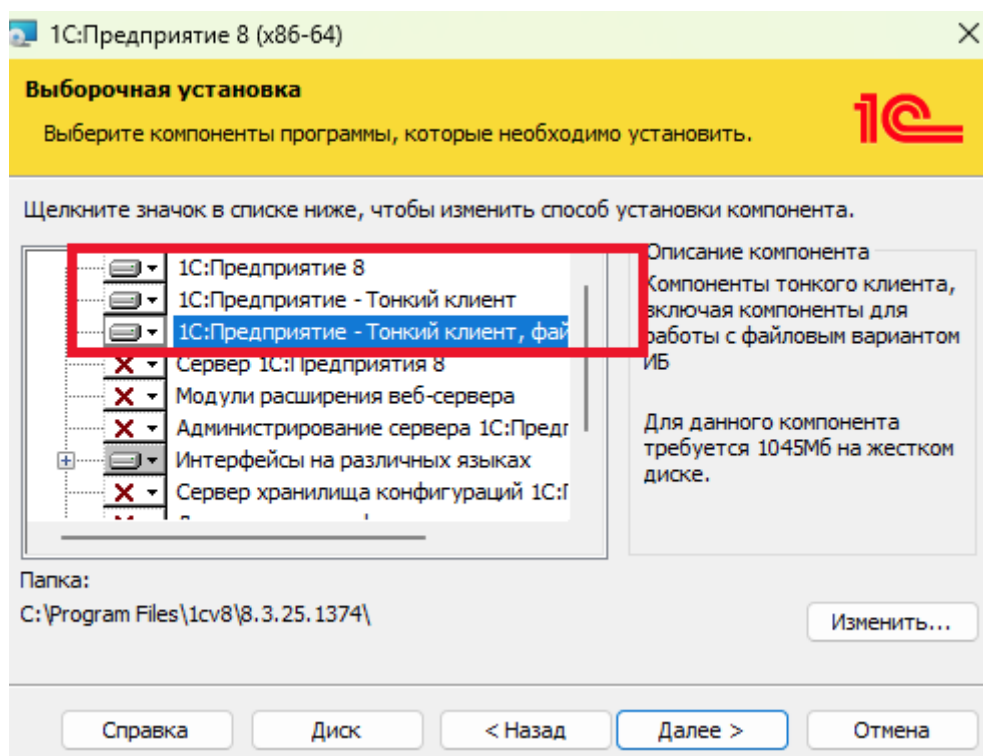 1С:Предприятие 8 (x86-64)
Выборочная установка
Выберите компоненты программы, которые необходимо установить.
1С
Щелкните значок в списке ниже, чтобы изменить способ установки компонента.
1С:Предприятие 8
1С:Предприятие - Тонкий клиент
1С:Предприятие - Тонкий клиент, фай
Сервер 1С:Предприятия 8
Модули расширения веб-сервера
Администрирование сервера 1С:Предг
Интерфейсы на различных языках
Сервер хранилища конфигураций 1С:Г
Описание компонента
Компоненты тонкого клиента,
включая компоненты для
работы с файловым вариантом
ИБ
Для данного компонента
требуется 1045Мб на жестком
диске.
Папка:
C:\Program Files\1cv8\8.3.25.1374\
Изменить...
Справка
Диск
< Назад
Далее >
Отмена